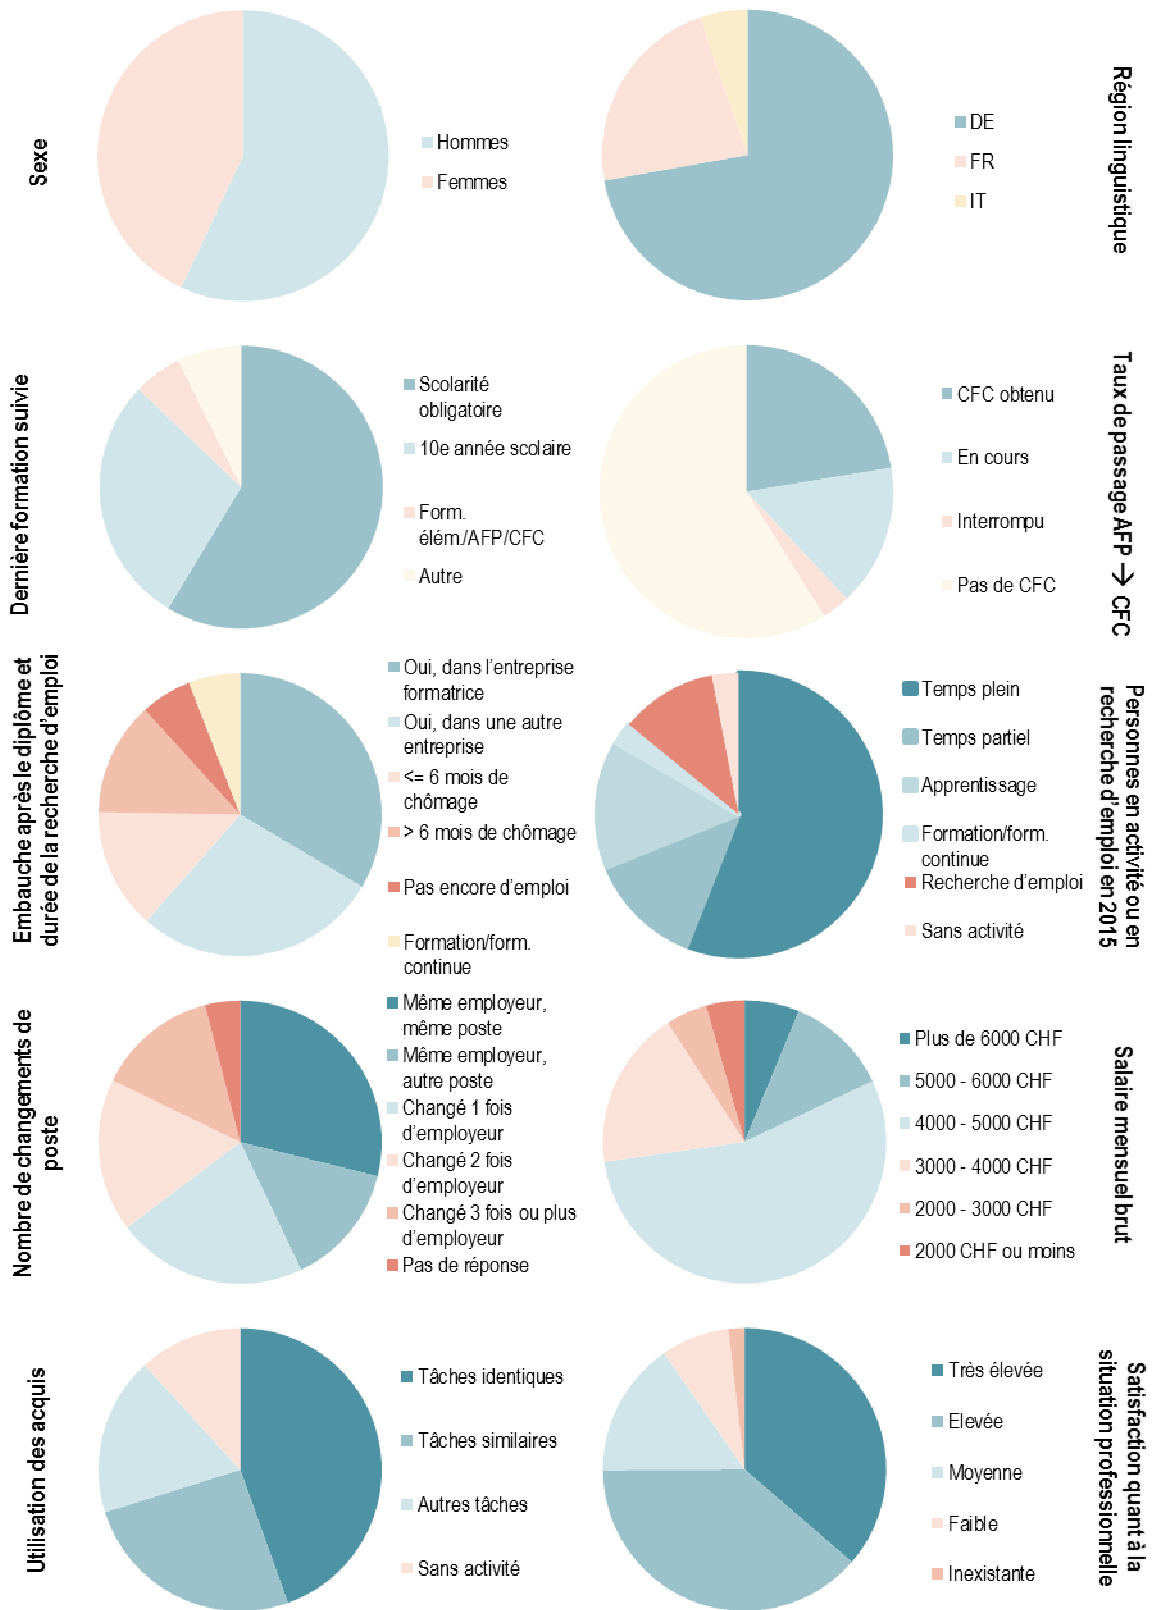 Sexe
Hommes
Femmes
DE
FR
IT
Région linguistique
Dernière formation suivie
Scolarité
obligatoire
10e année scolaire
Form.
élém./AFP/CFC
Autre
CFC obtenu
En cours
Interrompu
Pas de CFC
Taux de passage AFP → CFC
Embauche après le diplôme et
durée de la recherche d'emploi
Oui, dans l'entreprise
formatrice
Oui, dans une autre
entreprise
<= 6 mois de
chômage
> 6 mois de chômage
Pas encore d'emploi
Formation/form.
continue
Temps plein
Temps partiel
Apprentissage
Formation/form.
continue
Recherche d'emploi
Sans activité
Personnes en activité ou en
recherche d'emploi en 2015
Nombre de changements de
poste
Même employeur,
même poste
Même employeur,
autre poste
Changé 1 fois
d'employeur
Changé 2 fois
d'employeur
Changé 3 fois ou plus
d'employeur
Pas de réponse
Plus de 6000 CHF
5000 - 6000 CHF
4000 - 5000 CHF
3000 - 4000 CHF
2000 - 3000 CHF
2000 CHF ou moins
Salaire mensuel brut
Utilisation des acquis
Tâches identiques
Tâches similaires
Autres tâches
Sans activité
Très élevée
Elevée
Moyenne
Faible
Inexistante
Satisfaction quant à la
situation professionnelle